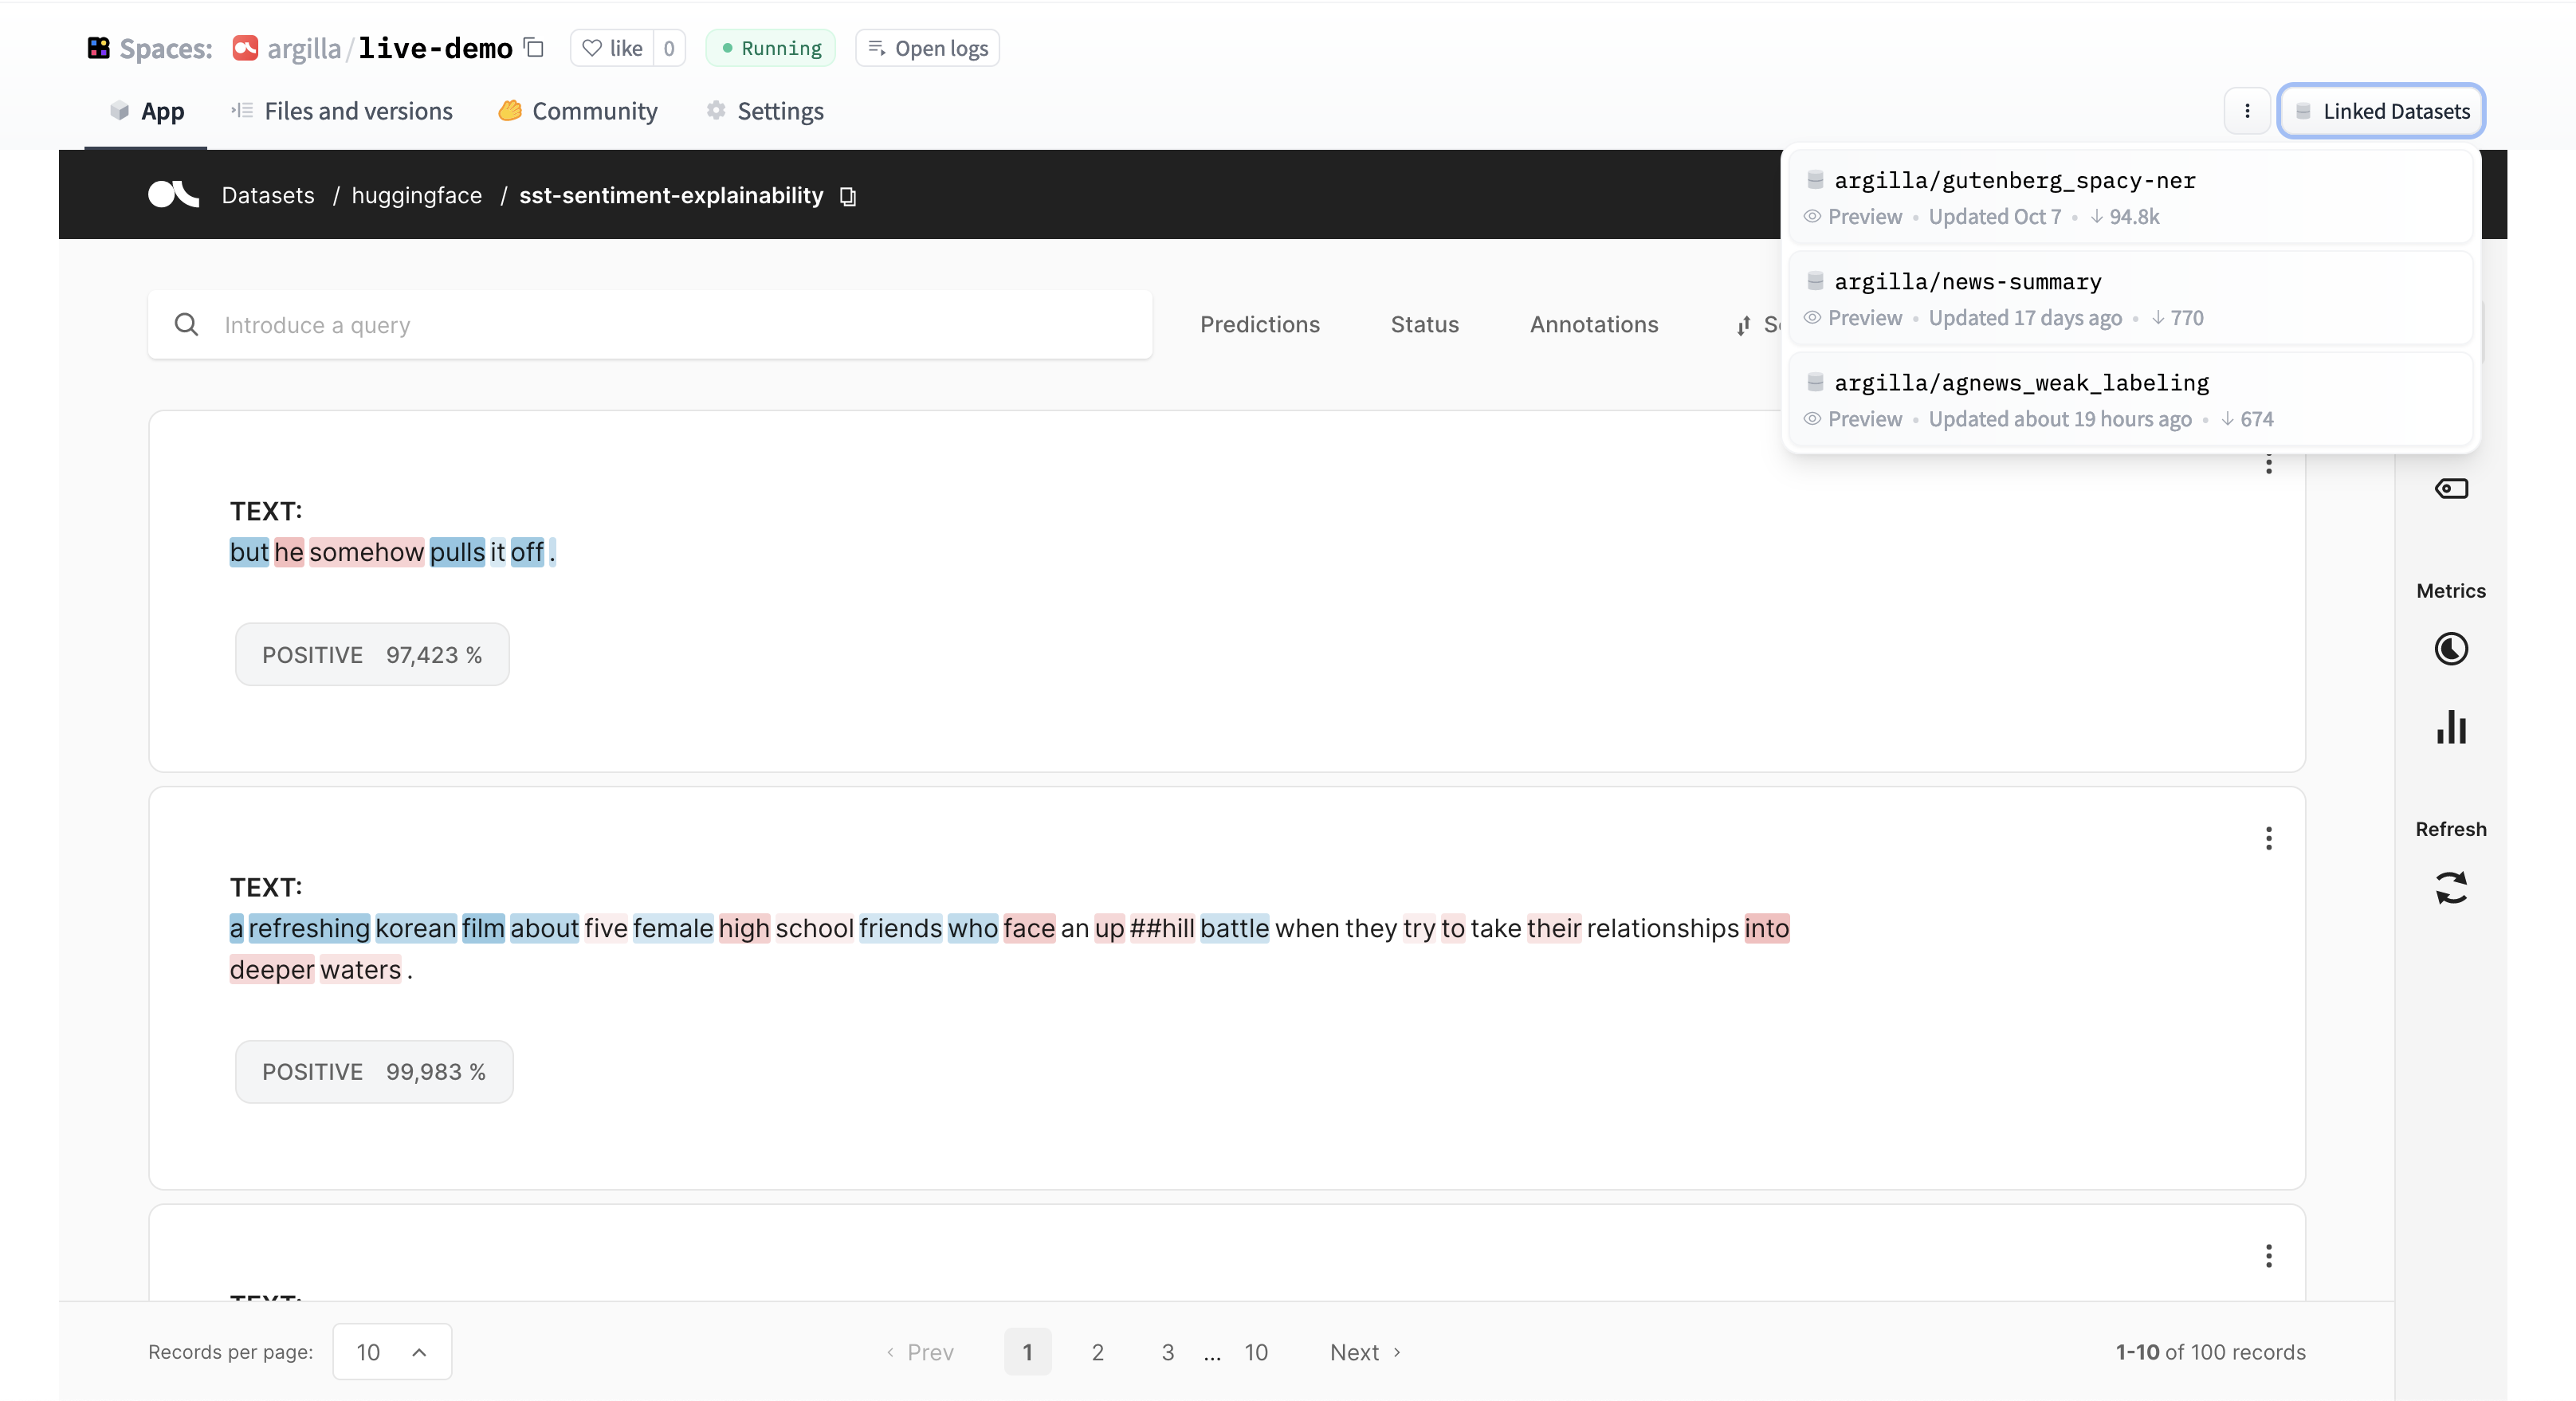 Spaces: argilla/live-demo like 0 Running Open logs
App Files and versions Community Settings Linked Datasets
Datasets / huggingface / sst-sentiment-explainability
argilla/gutenberg_spacy-ner
Preview • Updated Oct 7 • ↓ 94.8k
argilla/news-summary
Preview • Updated 17 days ago • ↓ 770
argilla/agnews_weak_labeling
Preview • Updated about 19 hours ago • ↓ 674
Introduce a query Predictions Status Annotations
TEXT:
but he somehow pulls it off .
POSITIVE 97,423 %
Metrics
Refresh
TEXT:
a refreshing korean film about five female high school friends who face an up ##hill battle when they try to take their relationships into
deeper waters .
POSITIVE 99,983 %
TEXT:
Records per page: 10 ‹ Prev 1 2 3 ... 10 Next › 1-10 of 100 records